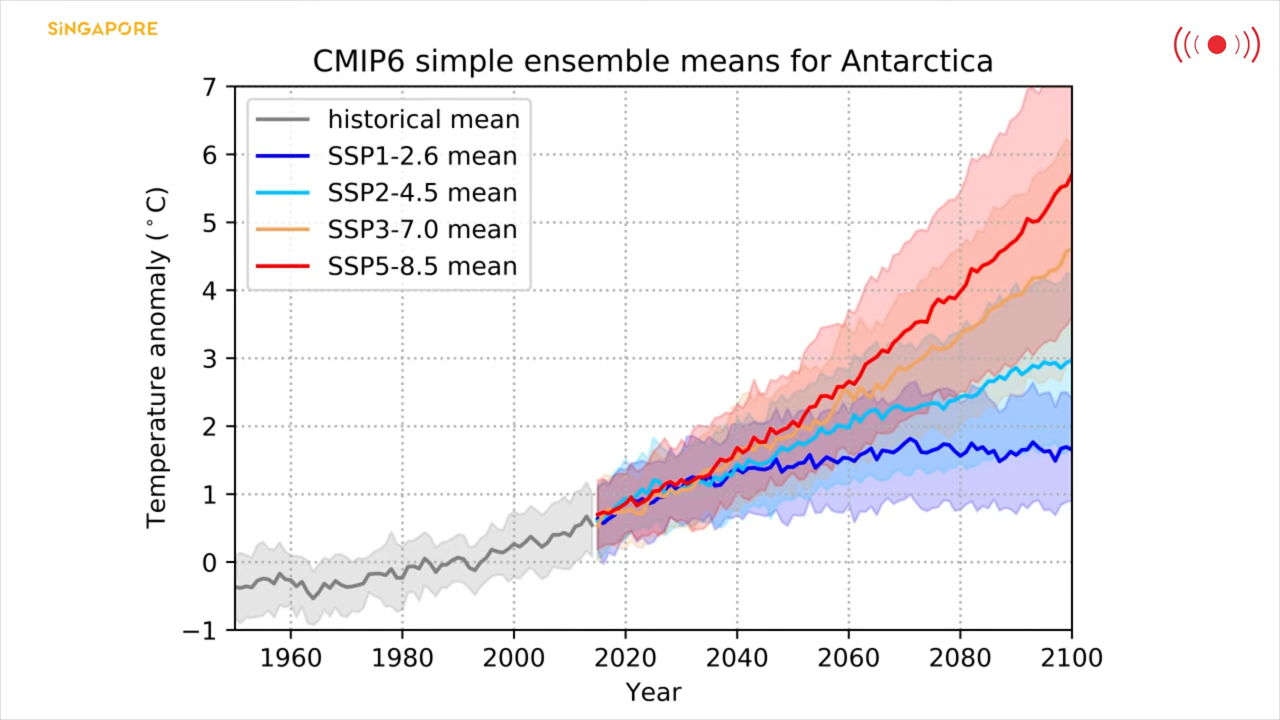 SiNGAPORE
CMIP6 simple ensemble means for Antarctica
historical mean
SSP1-2.6 mean
SSP2-4.5 mean
SSP3-7.0 mean
SSP5-8.5 mean
Temperature anomaly (°C)
7
6
5
4
3
2
1
0
−1
1960 1980 2000 2020 2040 2060 2080 2100
Year